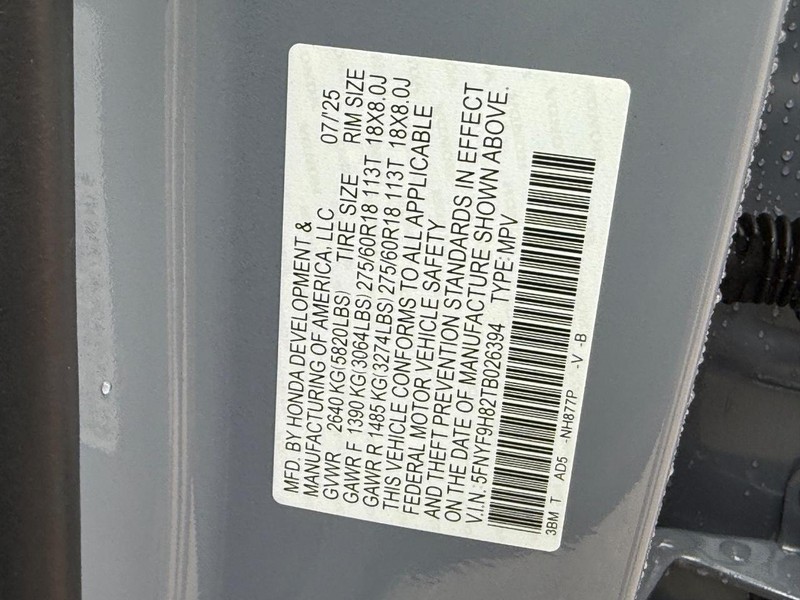 MFD. BY HONDA DEVELOPMENT &
MANUFACTURING OF AMERICA, LLC 07/'25
GVWR 2640 KG(5820LBS) TIRE SIZE RIM SIZE
GAWR F 1390 KG(3064LBS) 275/60R18 113T 18X8.0J
GAWR R 1485 KG(3274LBS) 275/60R18 113T 18X8.0J
THIS VEHICLE CONFORMS TO ALL APPLICABLE
FEDERAL MOTOR VEHICLE SAFETY
AND THEFT PREVENTION STANDARDS IN EFFECT
ON THE DATE OF MANUFACTURE SHOWN ABOVE.
V.I.N: 5FNYF9H82TB026394 TYPE: MPV
3BM T AD5 -NH877P -V -B